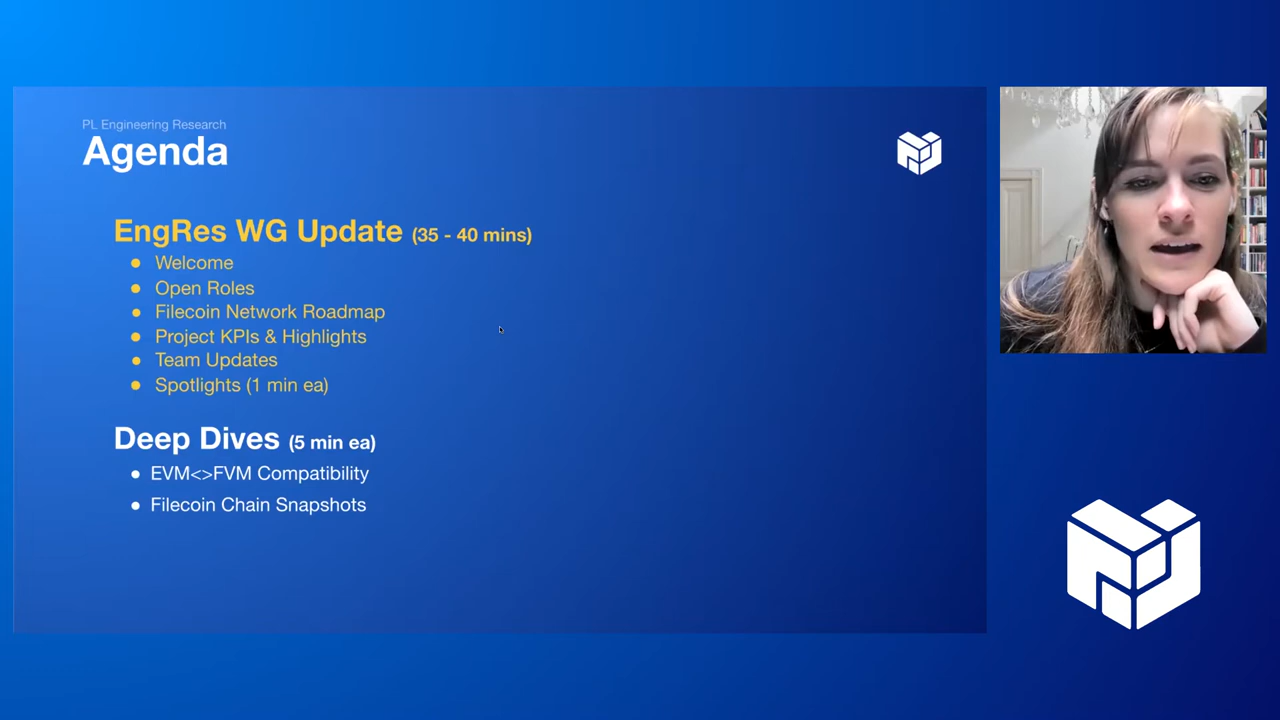 PL Engineering Research
Agenda
EngRes WG Update (35 - 40 mins)
● Welcome
● Open Roles
● Filecoin Network Roadmap
● Project KPIs & Highlights
● Team Updates
● Spotlights (1 min ea)
Deep Dives (5 min ea)
● EVM<>FVM Compatibility
● Filecoin Chain Snapshots